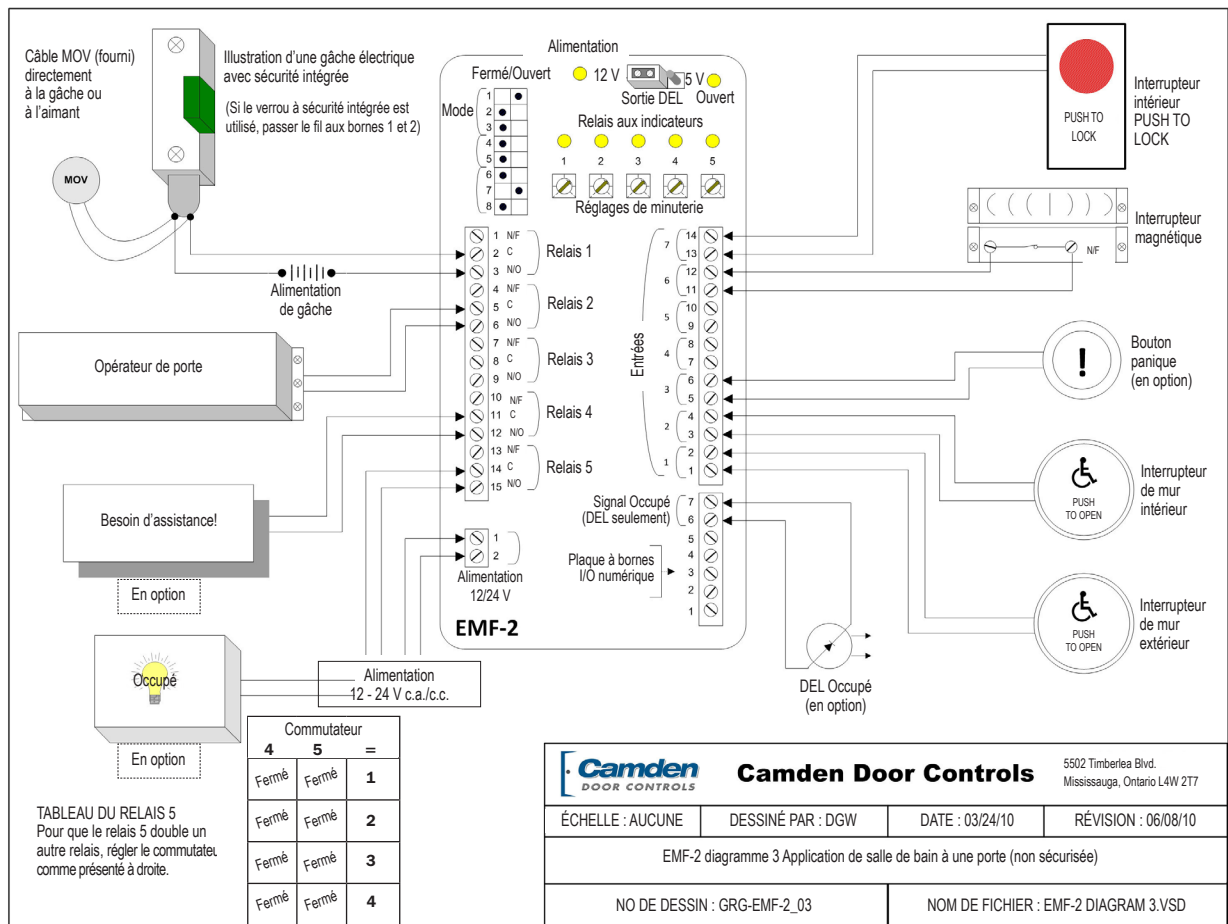 Câble MOV (fourni)
directement
à la gâche ou
à l'aimant
MOV
Illustration d'une gâche électrique
avec sécurité intégrée
(Si le verrou à sécurité intégrée est
utilisé, passer le fil aux bornes 1 et 2)
Alimentation
de gâche
Opérateur de porte
Besoin d'assistance!
En option
Occupé
En option
Alimentation
12 - 24 V c.a./c.c.
Alimentation
Fermé/Ouvert
12 V
5 V
Sortie DEL
Ouvert
Mode
1
2
3
4
5
6
7
8
Relais aux indicateurs
1 2 3 4 5
Réglages de minuterie
1 N/F
2 C
3 N/O
Relais 1
4 N/F
5 C
6 N/O
Relais 2
7 N/F
8 C
9 N/O
Relais 3
10 N/F
11 C
12 N/O
Relais 4
13 N/F
14 C
15 N/O
Relais 5
1
2
Alimentation
12/24 V
EMF-2
Entrées
7
14
13
6
12
11
5
10
9
4
8
7
3
6
5
2
4
3
1
2
1
Signal Occupé
(DEL seulement)
7
6
5
4
3
2
1
Plaque à bornes
I/O numérique
DEL Occupé
(en option)
PUSH TO
LOCK
Interrupteur
intérieur
PUSH TO
LOCK
Interrupteur
magnétique
N/F
!
Bouton
panique
(en option)
PUSH
TO OPEN
Interrupteur
de mur
intérieur
PUSH
TO OPEN
Interrupteur
de mur
extérieur
TABLEAU DU RELAIS 5
Pour que le relais 5 double un
autre relais, régler le commutateu
comme présenté à droite.
Commutateur
4 5 =
Fermé Fermé 1
Fermé Fermé 2
Fermé Fermé 3
Fermé Fermé 4
Camden
DOOR CONTROLS
Camden Door Controls
5502 Timberlea Blvd.
Mississauga, Ontario L4W 2T7
ÉCHELLE : AUCUNE
DESSINÉ PAR : DGW
DATE : 03/24/10
RÉVISION : 06/08/10
EMF-2 diagramme 3 Application de salle de bain à une porte (non sécurisée)
NO DE DESSIN : GRG-EMF-2_03
NOM DE FICHIER : EMF-2 DIAGRAM 3.VSD